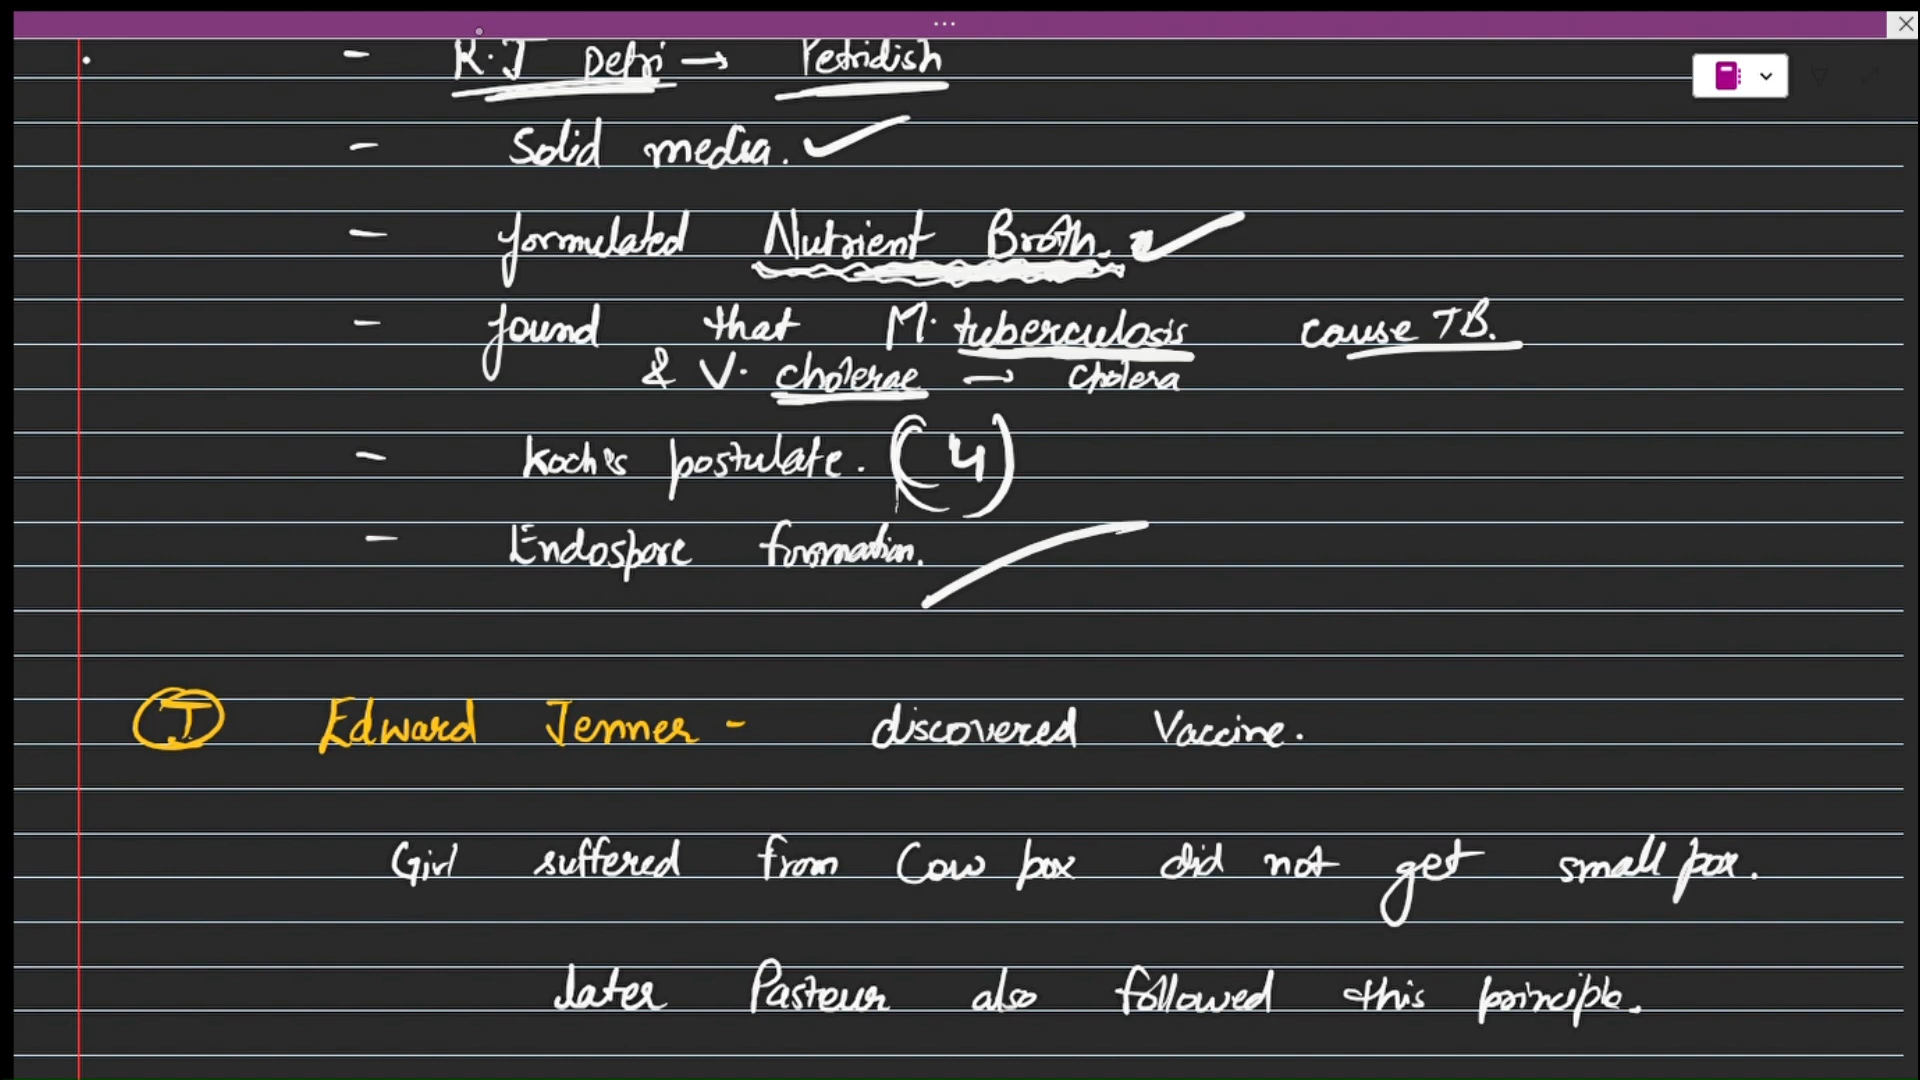 - R.J Petri → Petridish
- Solid media.
- formulated Nutrient Broth.
- found that M. tuberculosis cause TB.
& V. cholerae → cholera
- Koch's postulate. (4)
- Endospore formation.
J Edward Jenner - discovered Vaccine.
Girl suffered from Cow pox did not get small pox.
later Pasteur also followed this principle.